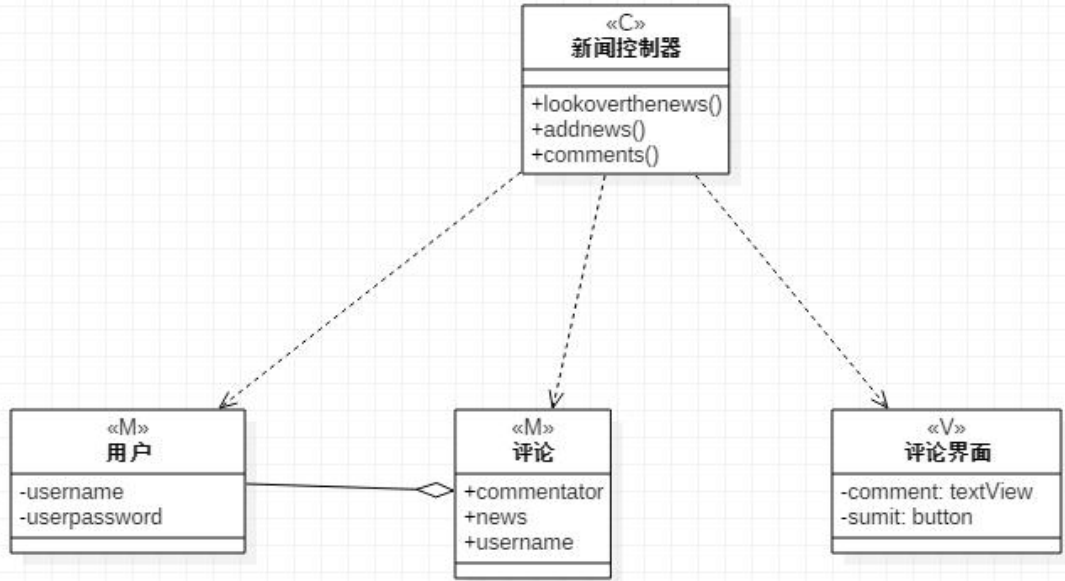 «C»
新闻控制器
+lookoverthenews()
+addnews()
+comments()
«M»
用户
-username
-userpassword
«M»
评论
+commentator
+news
+username
«V»
评论界面
-comment: textView
-sumit: button